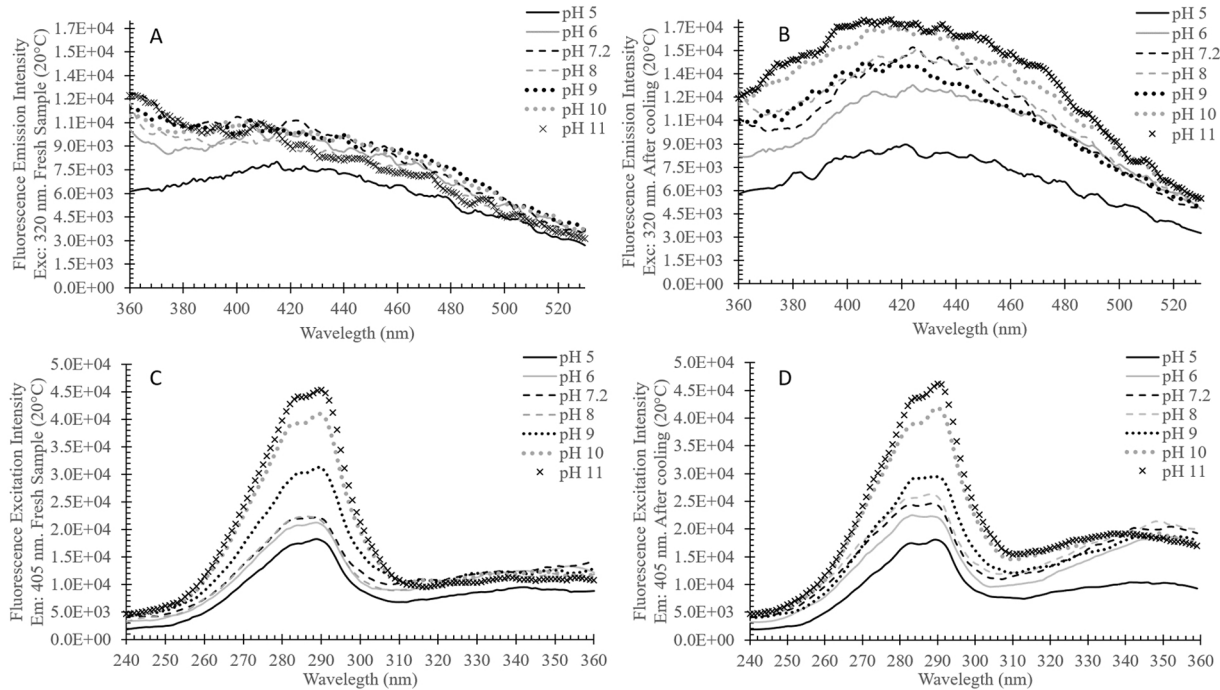 Fluorescence Emission Intensity
Exc: 320 nm. Fresh Sample (20°C)
1.7E+04
1.5E+04
1.4E+04
1.2E+04
1.1E+04
9.0E+03
7.5E+03
6.0E+03
4.5E+03
3.0E+03
1.5E+03
0.0E+00
A
pH 5
pH 6
pH 7.2
pH 8
pH 9
pH 10
pH 11
360 380 400 420 440 460 480 500 520
Wavelegth (nm)
Fluorescence Emission Intensity
Exc: 320 nm. After cooling (20°C)
1.7E+04
1.5E+04
1.4E+04
1.2E+04
1.1E+04
9.0E+03
7.5E+03
6.0E+03
4.5E+03
3.0E+03
1.5E+03
0.0E+00
B
pH 5
pH 6
pH 7.2
pH 8
pH 9
pH 10
pH 11
360 380 400 420 440 460 480 500 520
Wavelegth (nm)
Fluorescence Excitation Intensity
Em: 405 nm. Fresh Sample (20°C)
5.0E+04
4.5E+04
4.0E+04
3.5E+04
3.0E+04
2.5E+04
2.0E+04
1.5E+04
1.0E+04
5.0E+03
0.0E+00
C
pH 5
pH 6
pH 7.2
pH 8
pH 9
pH 10
pH 11
240 250 260 270 280 290 300 310 320 330 340 350 360
Wavelegth (nm)
Fluorescence Excitation Intensity
Em: 405 nm. After cooling (20°C)
5.0E+04
4.5E+04
4.0E+04
3.5E+04
3.0E+04
2.5E+04
2.0E+04
1.5E+04
1.0E+04
5.0E+03
0.0E+00
D
pH 5
pH 6
pH 7.2
pH 8
pH 9
pH 10
pH 11
240 250 260 270 280 290 300 310 320 330 340 350 360
Wavelegth (nm)